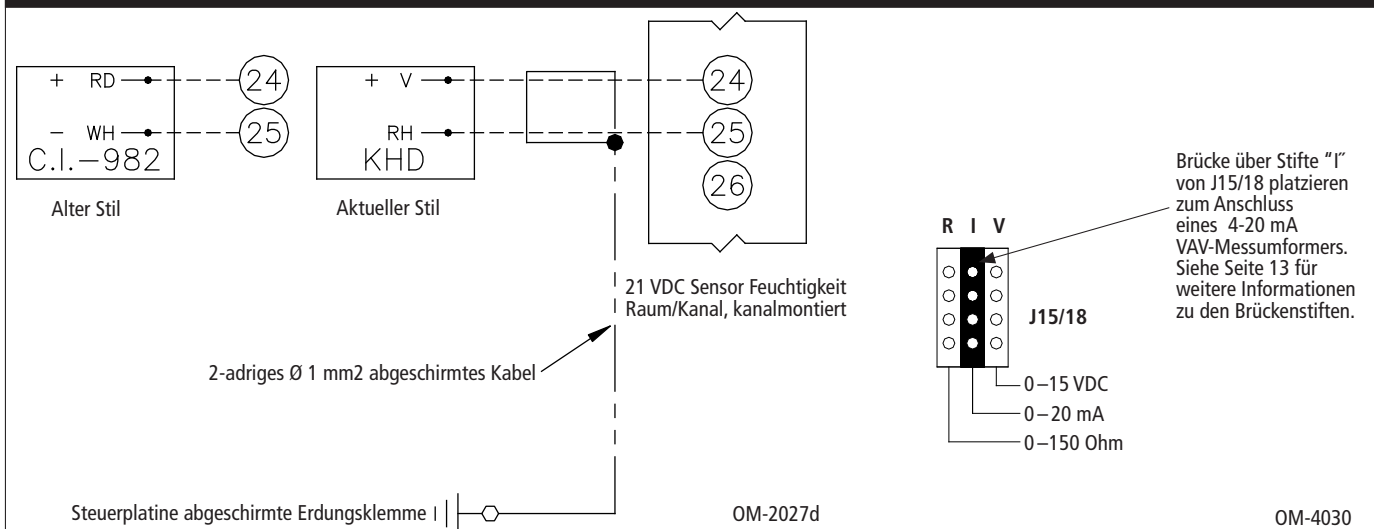 + RD
24
- WH
25
C.I.-982
Alter Stil
+ V
24
RH
25
KHD
26
Aktueller Stil
21 VDC Sensor Feuchtigkeit
Raum/Kanal, kanalmontiert
2-adriges Ø 1 mm2 abgeschirmtes Kabel
Steuerplatine abgeschirmte Erdungsklemme
OM-2027d
Brücke über Stifte "I˝
von J15/18 platzieren
zum Anschluss
eines 4-20 mA
VAV-Messumformers.
Siehe Seite 13 für
weitere Informationen
zu den Brückenstiften.
R I V
J15/18
0–15 VDC
0–20 mA
0–150 Ohm
OM-4030